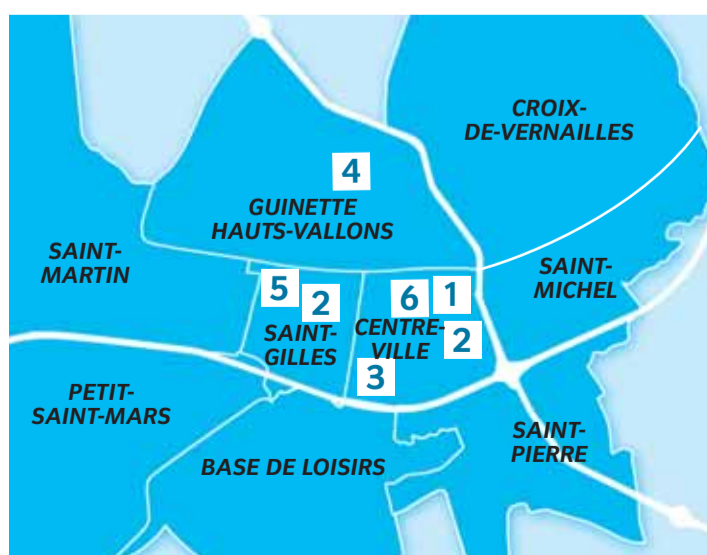 CROIX-
DE-VERNAILLES
4
GUINETTE
HAUTS-VALLONS
SAINT-
MARTIN
SAINT-
MICHEL
5
2
6
1
SAINT-
GILLES
CENTRE-
VILLE
2
3
PETIT-
SAINT-MARS
SAINT-
PIERRE
BASE DE LOISIRS